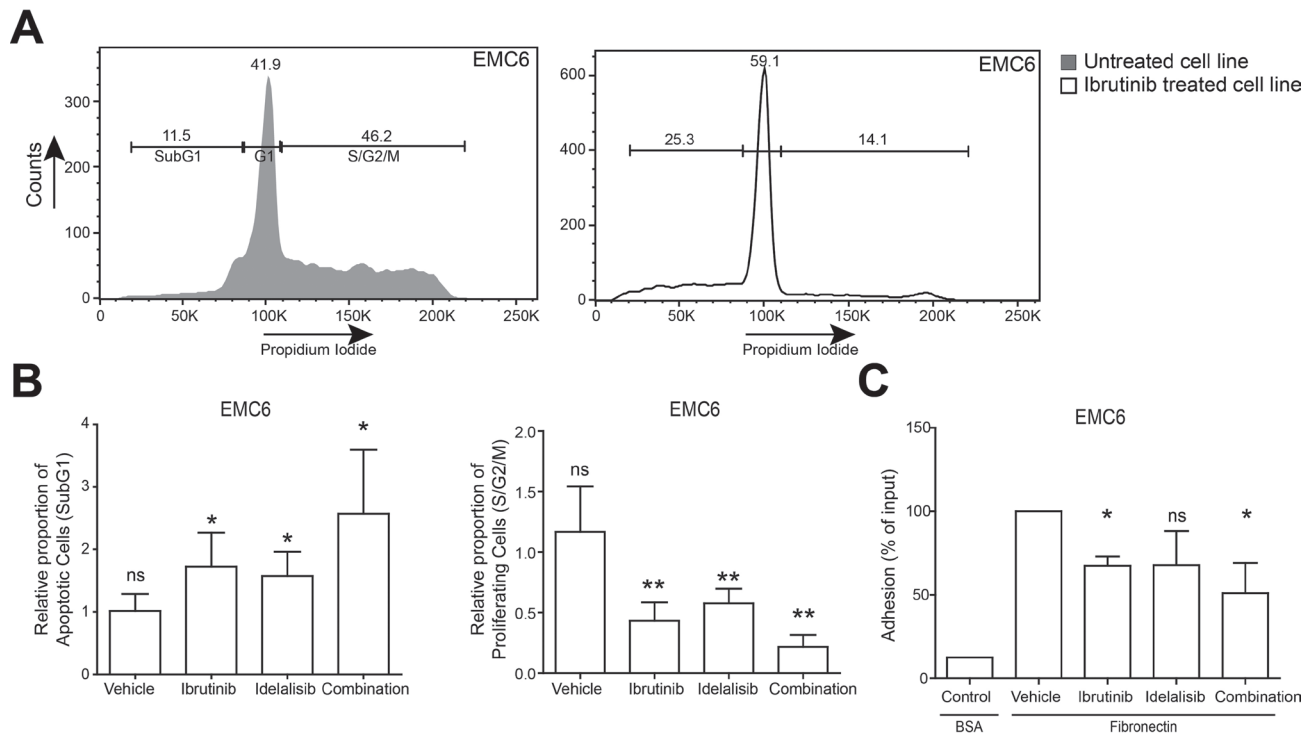 A
EMC6
41.9
11.5
46.2
SubG1
G1
S/G2/M
Counts
300
200
100
0
0
50K
100K
150K
200K
250K
Propidium Iodide
EMC6
59.1
25.3
14.1
600
400
200
0
0
50K
100K
150K
200K
250K
Propidium Iodide
Untreated cell line
Ibrutinib treated cell line
B
EMC6
Relative proportion of
Apoptotic Cells (SubG1)
4
3
2
1
0
ns
*
*
*
Vehicle
Ibrutinib
Idelalisib
Combination
EMC6
Relative proportion of
Proliferating Cells (S/G2/M)
2.0
1.5
1.0
0.5
0.0
ns
**
**
**
Vehicle
Ibrutinib
Idelalisib
Combination
C
EMC6
Adhesion (% of input)
150
100
50
0
*
ns
*
Control
Vehicle
Ibrutinib
Idelalisib
Combination
BSA
Fibronectin